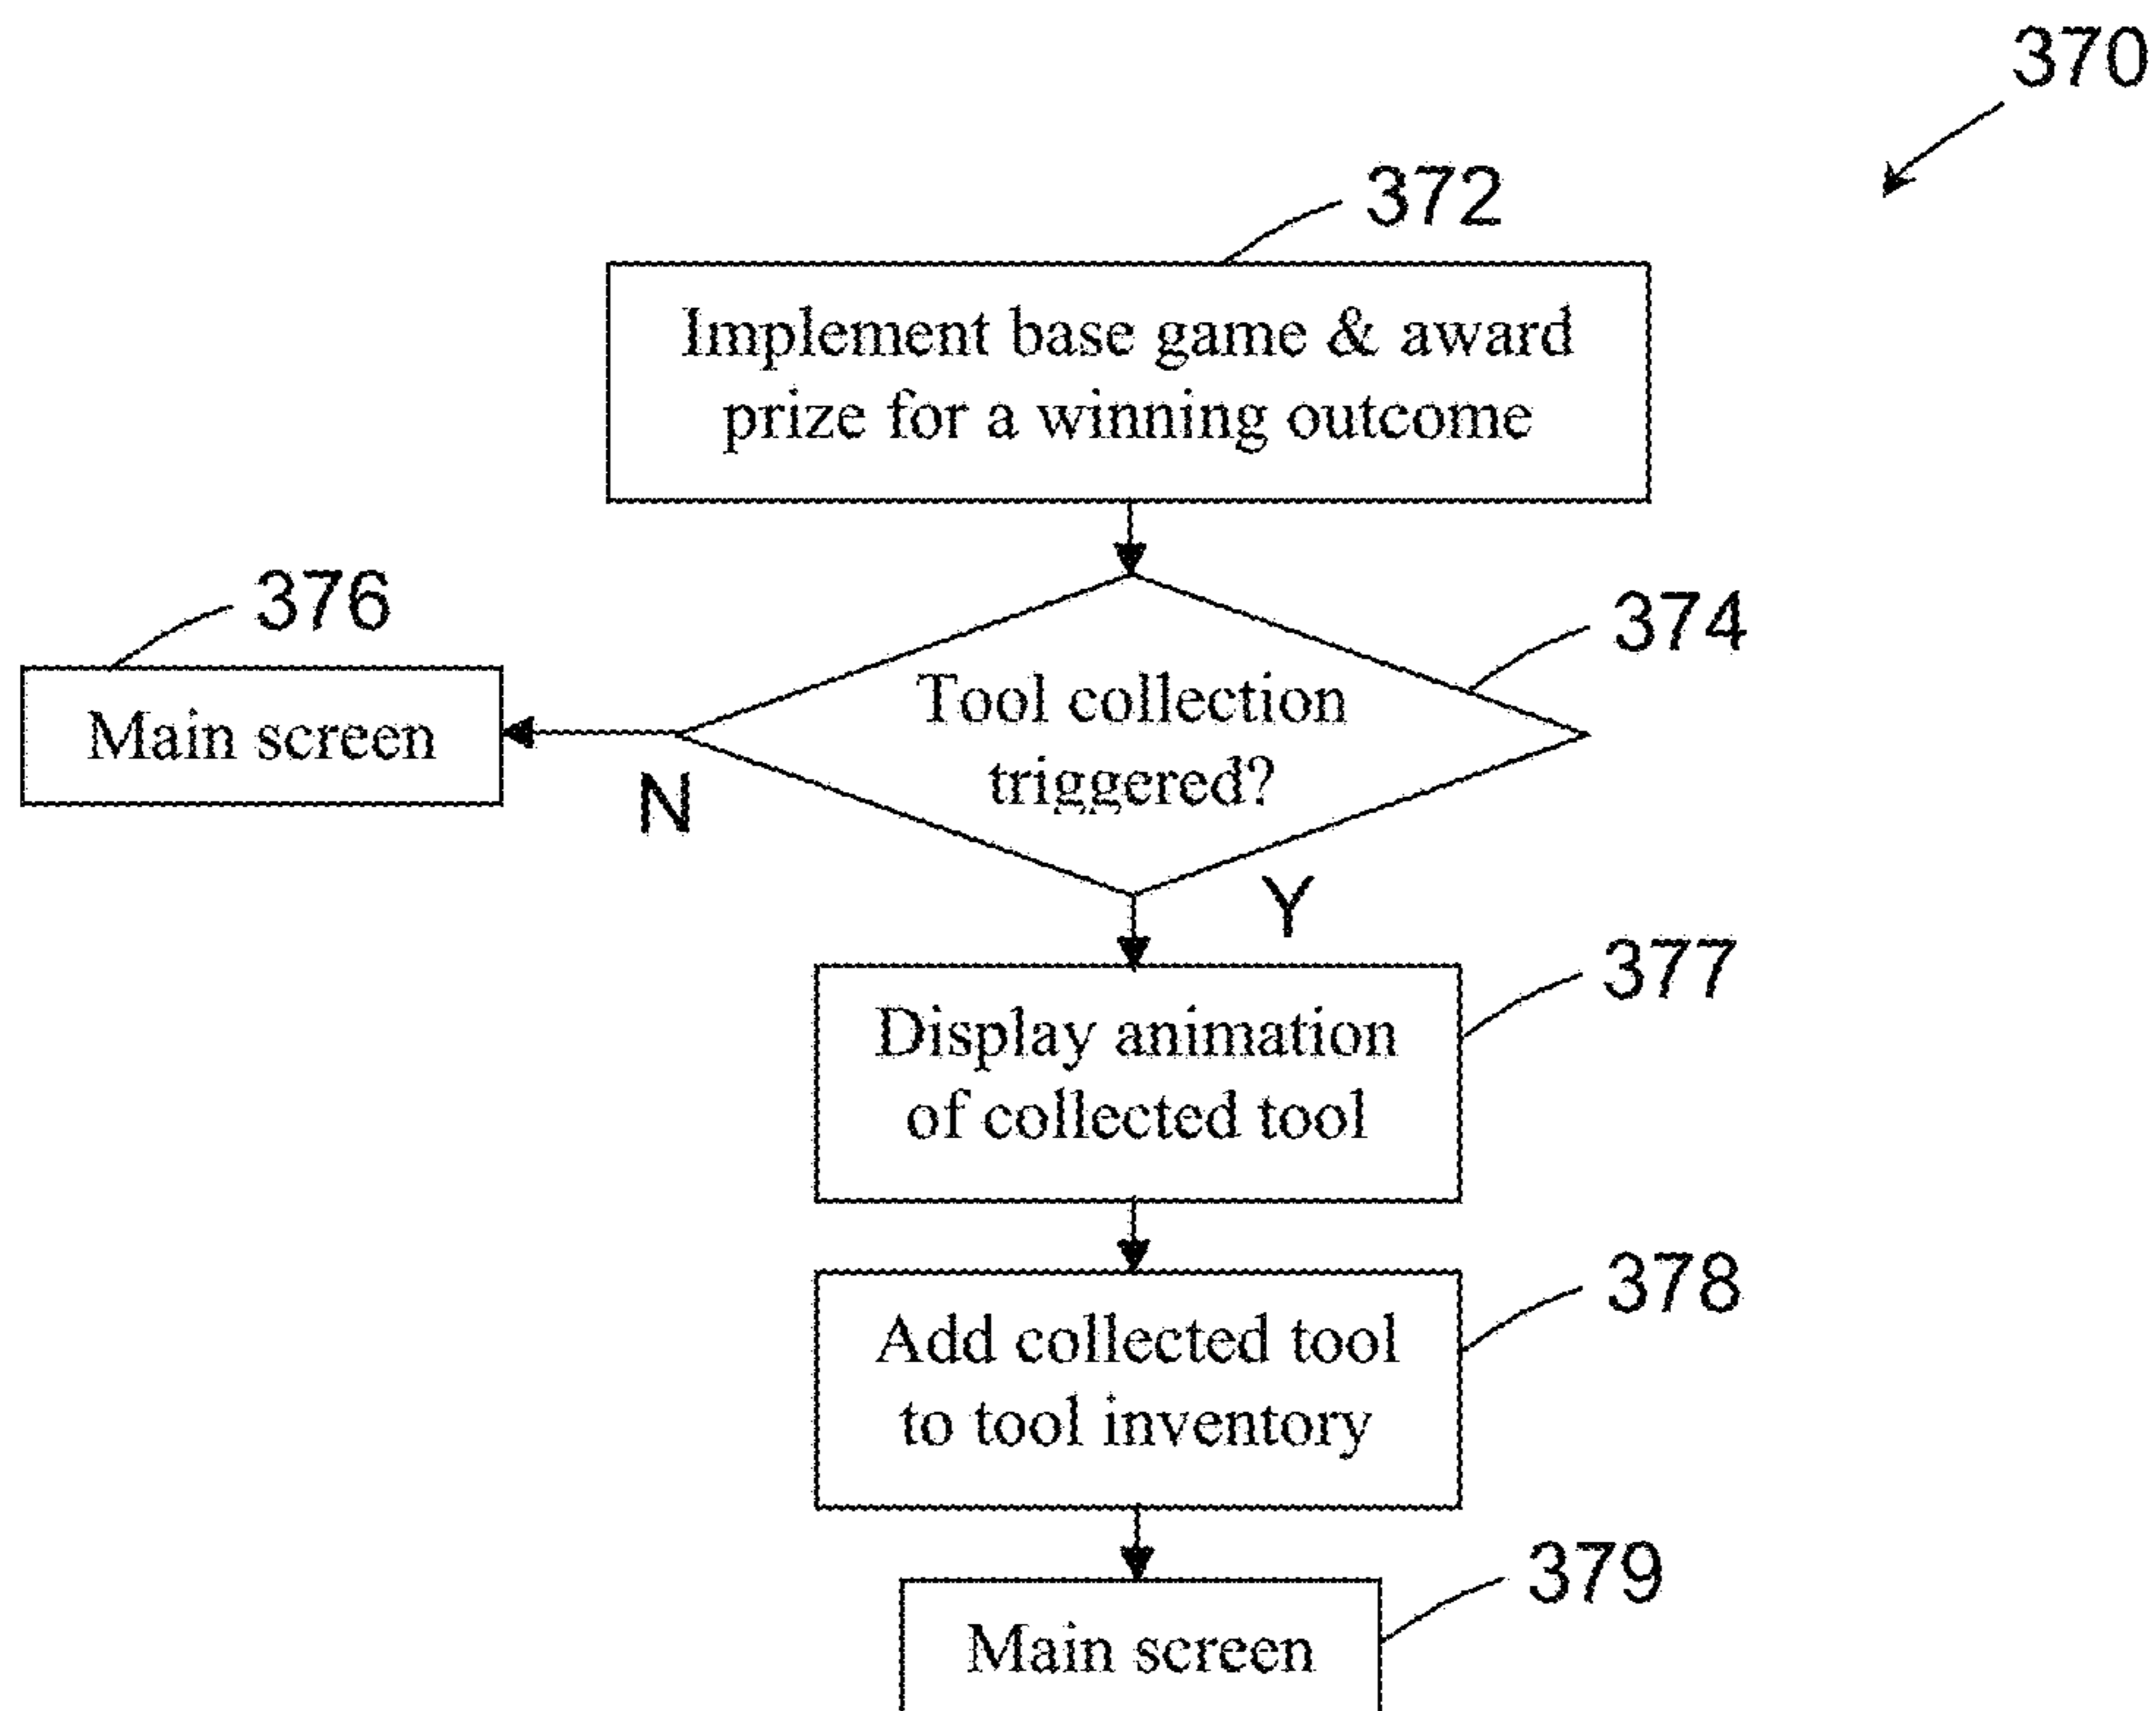 370
372
Implement base game & award
prize for a winning outcome
376
374
Main screen
Tool collection
triggered?
N
Y
377
Display animation
of collected tool
378
Add collected tool
to tool inventory
379
Main screen